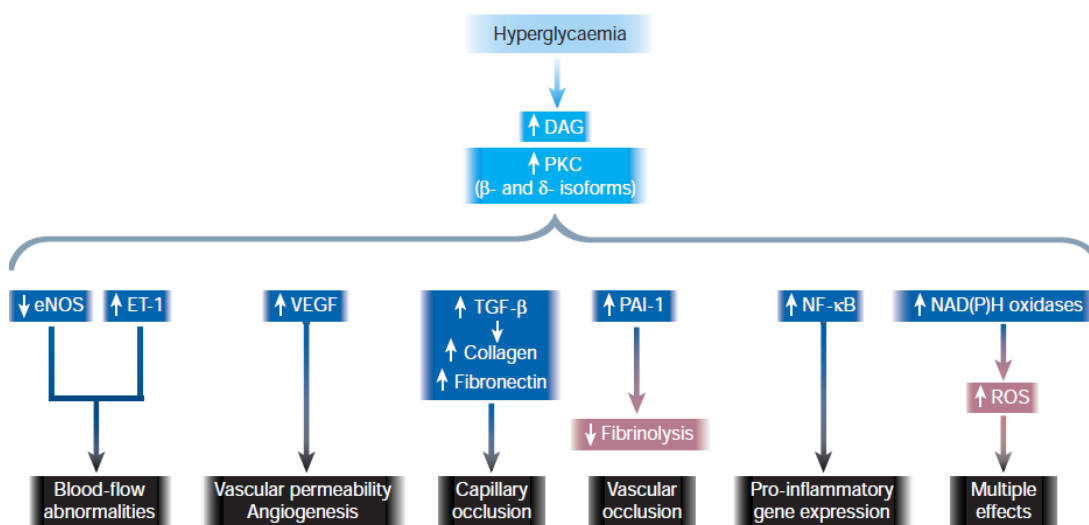 Hyperglycaemia
↑ DAG
↑ PKC
(β- and δ- isoforms)
↓ eNOS
↑ ET-1
↑ VEGF
↑ TGF-β
↑ Collagen
↑ Fibronectin
↑ PAI-1
↑ NF-κB
↑ NAD(P)H oxidases
↑ ROS
↓ Fibrinolysis
Blood-flow
abnormalities
Vascular permeability
Angiogenesis
Capillary
occlusion
Vascular
occlusion
Pro-inflammatory
gene expression
Multiple
effects